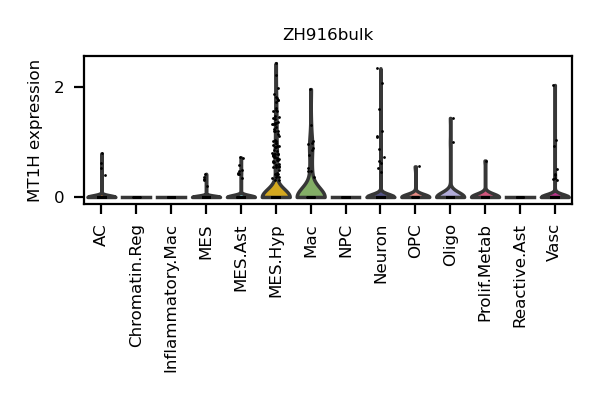 ZH916bulk
MT1H expression
2
0
AC
Chromatin.Reg
Inflammatory.Mac
MES
MES.Ast
MES.Hyp
Mac
NPC
Neuron
OPC
Oligo
Prolif.Metab
Reactive.Ast
Vasc